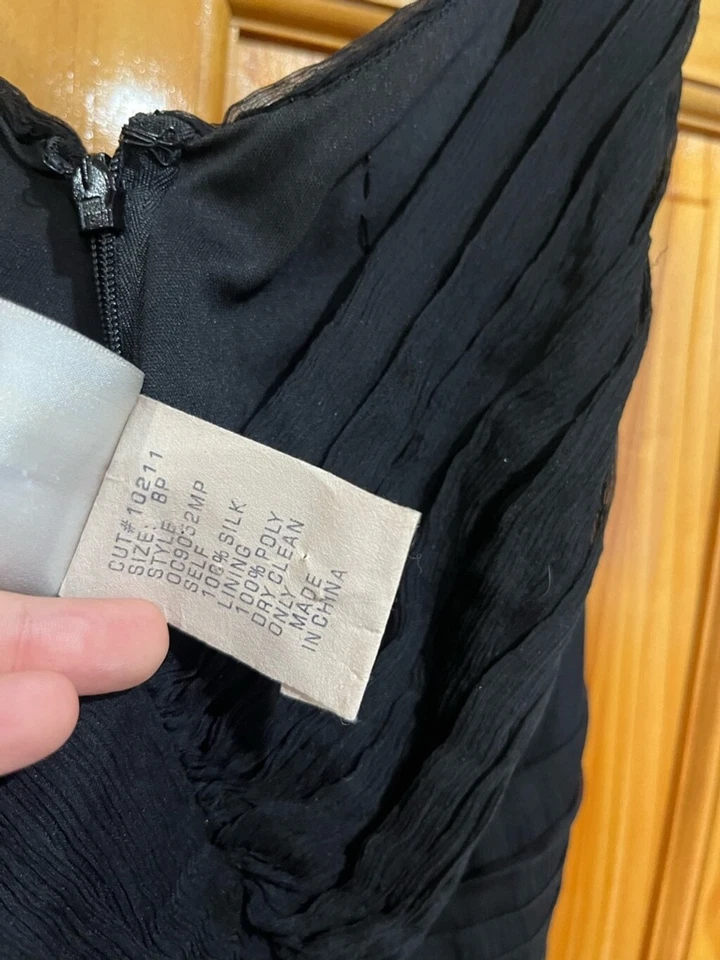 CUT#10211
SIZE: 8P
STYLE
OC9032MP
SELF
100% SILK
LINING
100% POLY
DRY CLEAN
ONLY
MADE
IN CHINA